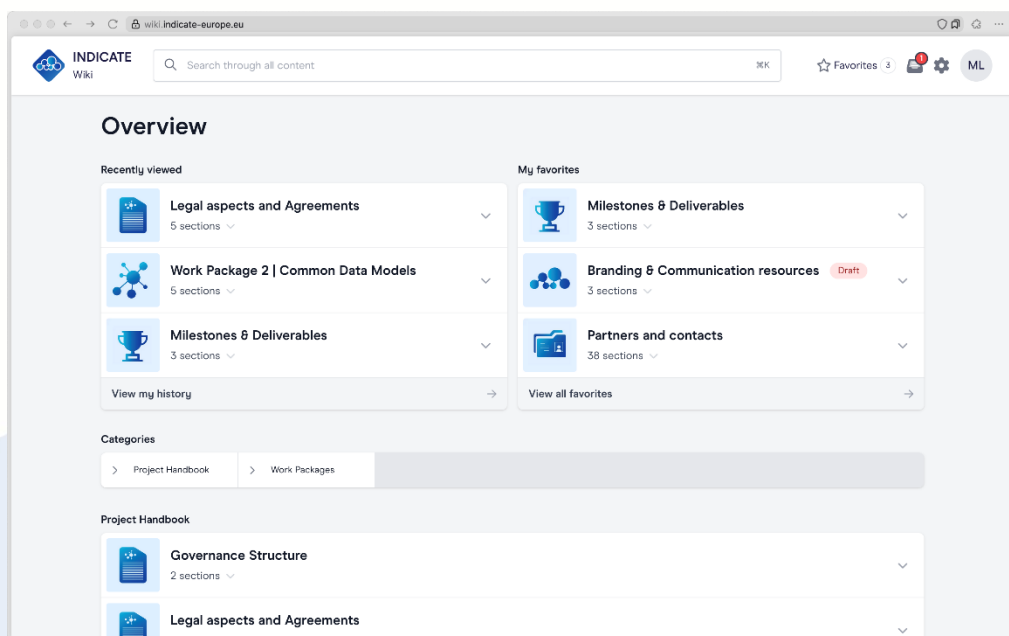 wiki.indicate-europe.eu
INDICATE
Wiki
Search through all content
⌘K
Favorites 3
1
ML
Overview
Recently viewed
Legal aspects and Agreements
5 sections
Work Package 2 | Common Data Models
5 sections
Milestones & Deliverables
3 sections
View my history
My favorites
Milestones & Deliverables
3 sections
Branding & Communication resources Draft
3 sections
Partners and contacts
38 sections
View all favorites
Categories
Project Handbook
Work Packages
Project Handbook
Governance Structure
2 sections
Legal aspects and Agreements